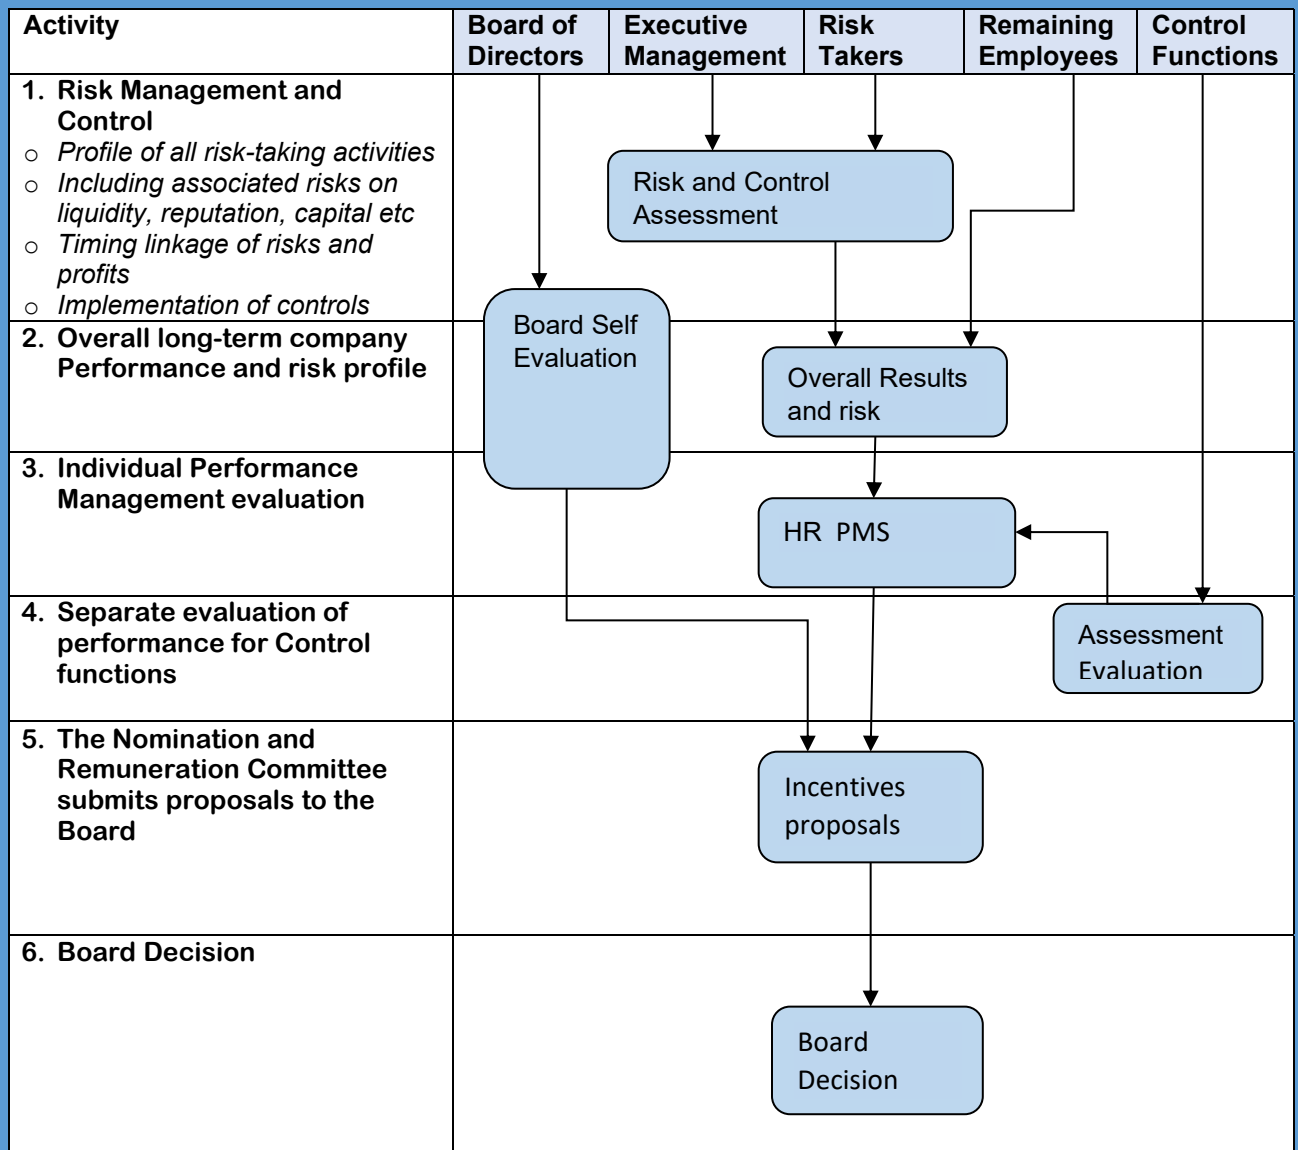 Activity
Board of
Directors
Executive
Management
Risk
Takers
Remaining
Employees
Control
Functions
1. Risk Management and
Control
o Profile of all risk-taking activities
o Including associated risks on
liquidity, reputation, capital etc
o Timing linkage of risks and
profits
o Implementation of controls
Risk and Control
Assessment
Board Self
Evaluation
2. Overall long-term company
Performance and risk profile
Overall Results
and risk
3. Individual Performance
Management evaluation
HR PMS
4. Separate evaluation of
performance for Control
functions
Assessment
Evaluation
5. The Nomination and
Remuneration Committee
submits proposals to the
Board
Incentives
proposals
6. Board Decision
Board
Decision